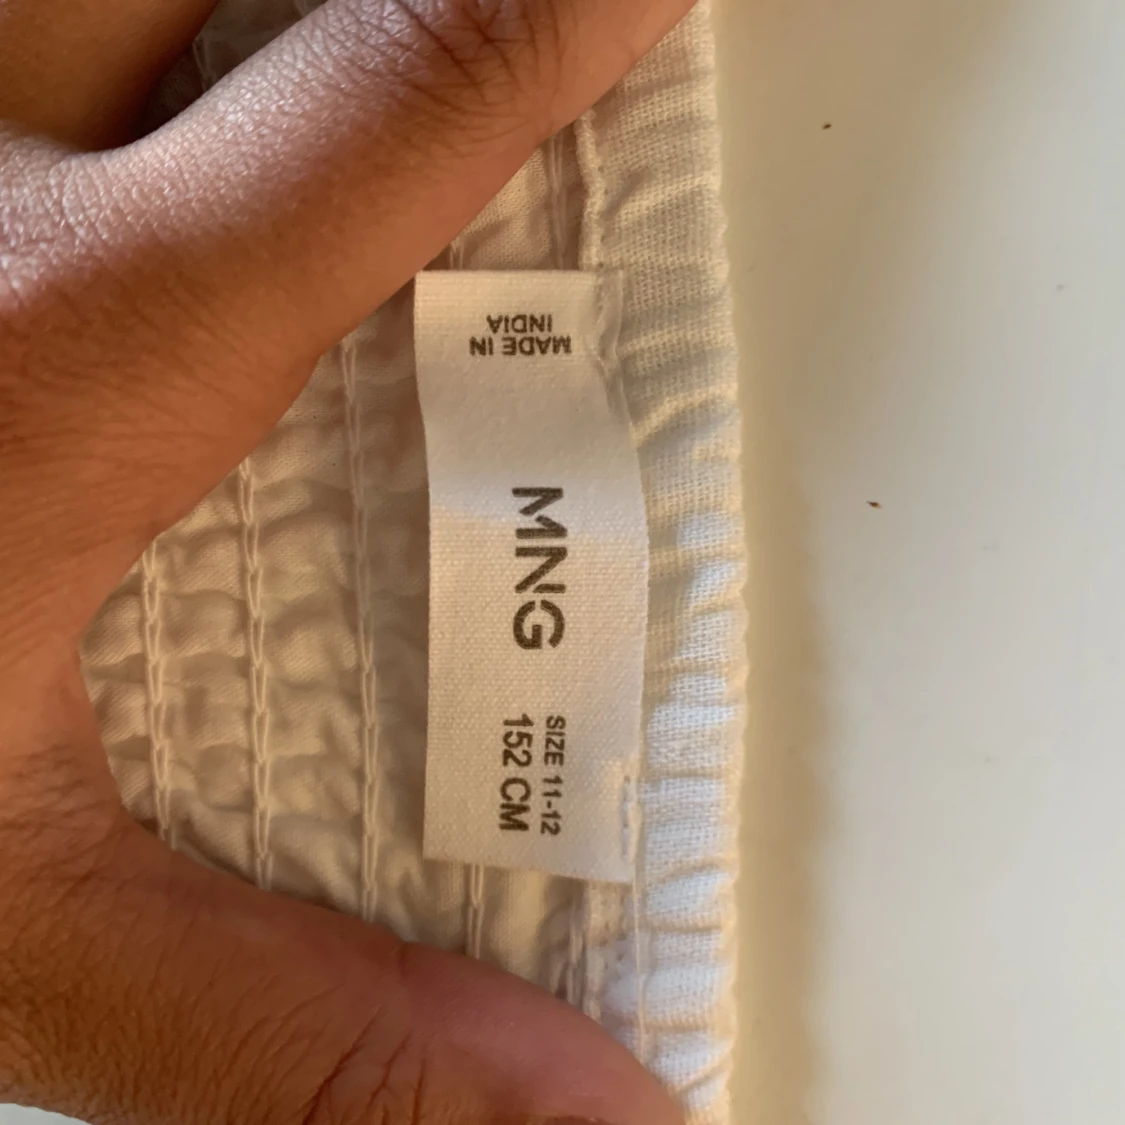 MADE IN
INDIA
MNG
SIZE 11-12
152 CM